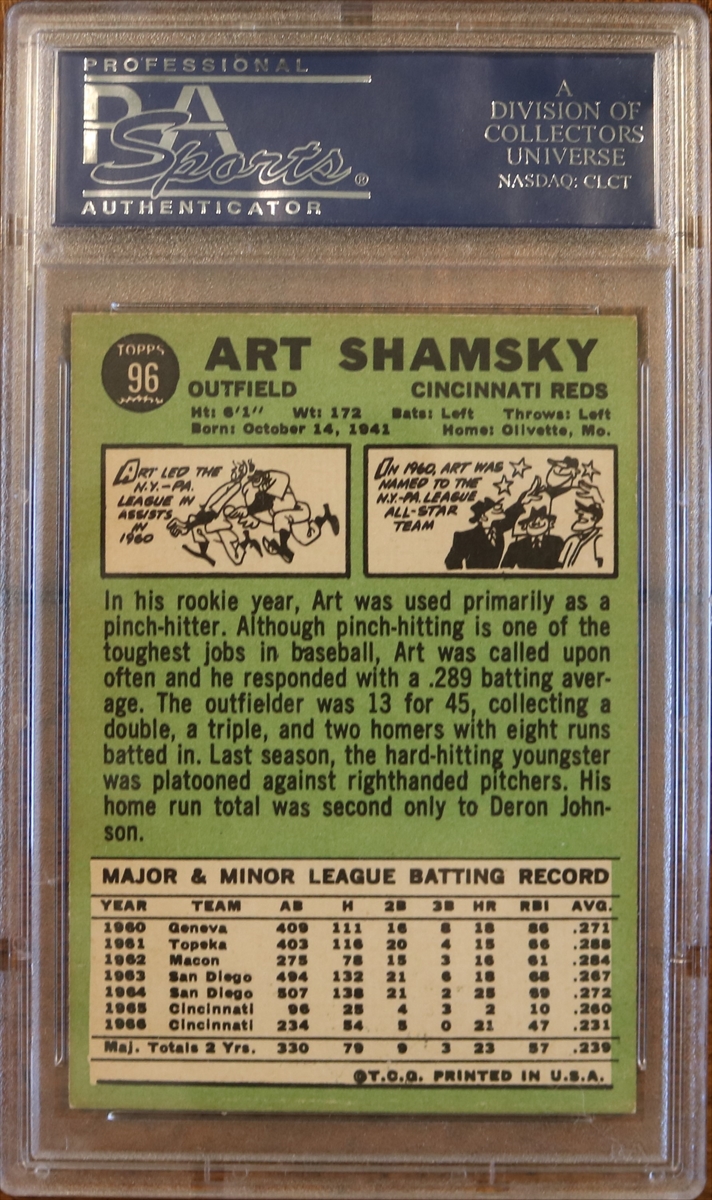 PROFESSIONAL
PSA
Sports®
AUTHENTICATOR
A
DIVISION OF
COLLECTORS
UNIVERSE
NASDAQ: CLCT
TOPPS
96
ART SHAMSKY
OUTFIELD CINCINNATI REDS
Ht: 6'1" Wt: 172 Bats: Left Throws: Left
Born: October 14, 1941 Home: Olivette, Mo.
ART LED THE
N.Y.-PA.
LEAGUE IN
ASSISTS
IN
1960
IN 1960, ART WAS
NAMED TO THE
N.Y.-PA. LEAGUE
ALL-STAR
TEAM
In his rookie year, Art was used primarily as a
pinch-hitter. Although pinch-hitting is one of the
toughest jobs in baseball, Art was called upon
often and he responded with a .289 batting aver-
age. The outfielder was 13 for 45, collecting a
double, a triple, and two homers with eight runs
batted in. Last season, the hard-hitting youngster
was platooned against righthanded pitchers. His
home run total was second only to Deron John-
son.
MAJOR & MINOR LEAGUE BATTING RECORD
YEAR TEAM AB H 2B 3B HR RBI AVG.
1960 Geneva 409 111 16 8 18 86 .271
1961 Topeka 403 116 20 4 15 66 .288
1962 Macon 275 78 15 3 16 61 .284
1963 San Diego 494 132 21 6 18 68 .267
1964 San Diego 507 138 21 2 25 69 .272
1965 Cincinnati 96 25 4 3 2 10 .260
1966 Cincinnati 234 54 5 0 21 47 .231
Maj. Totals 2 Yrs. 330 79 9 3 23 57 .239
©T.C.G. PRINTED IN U.S.A.